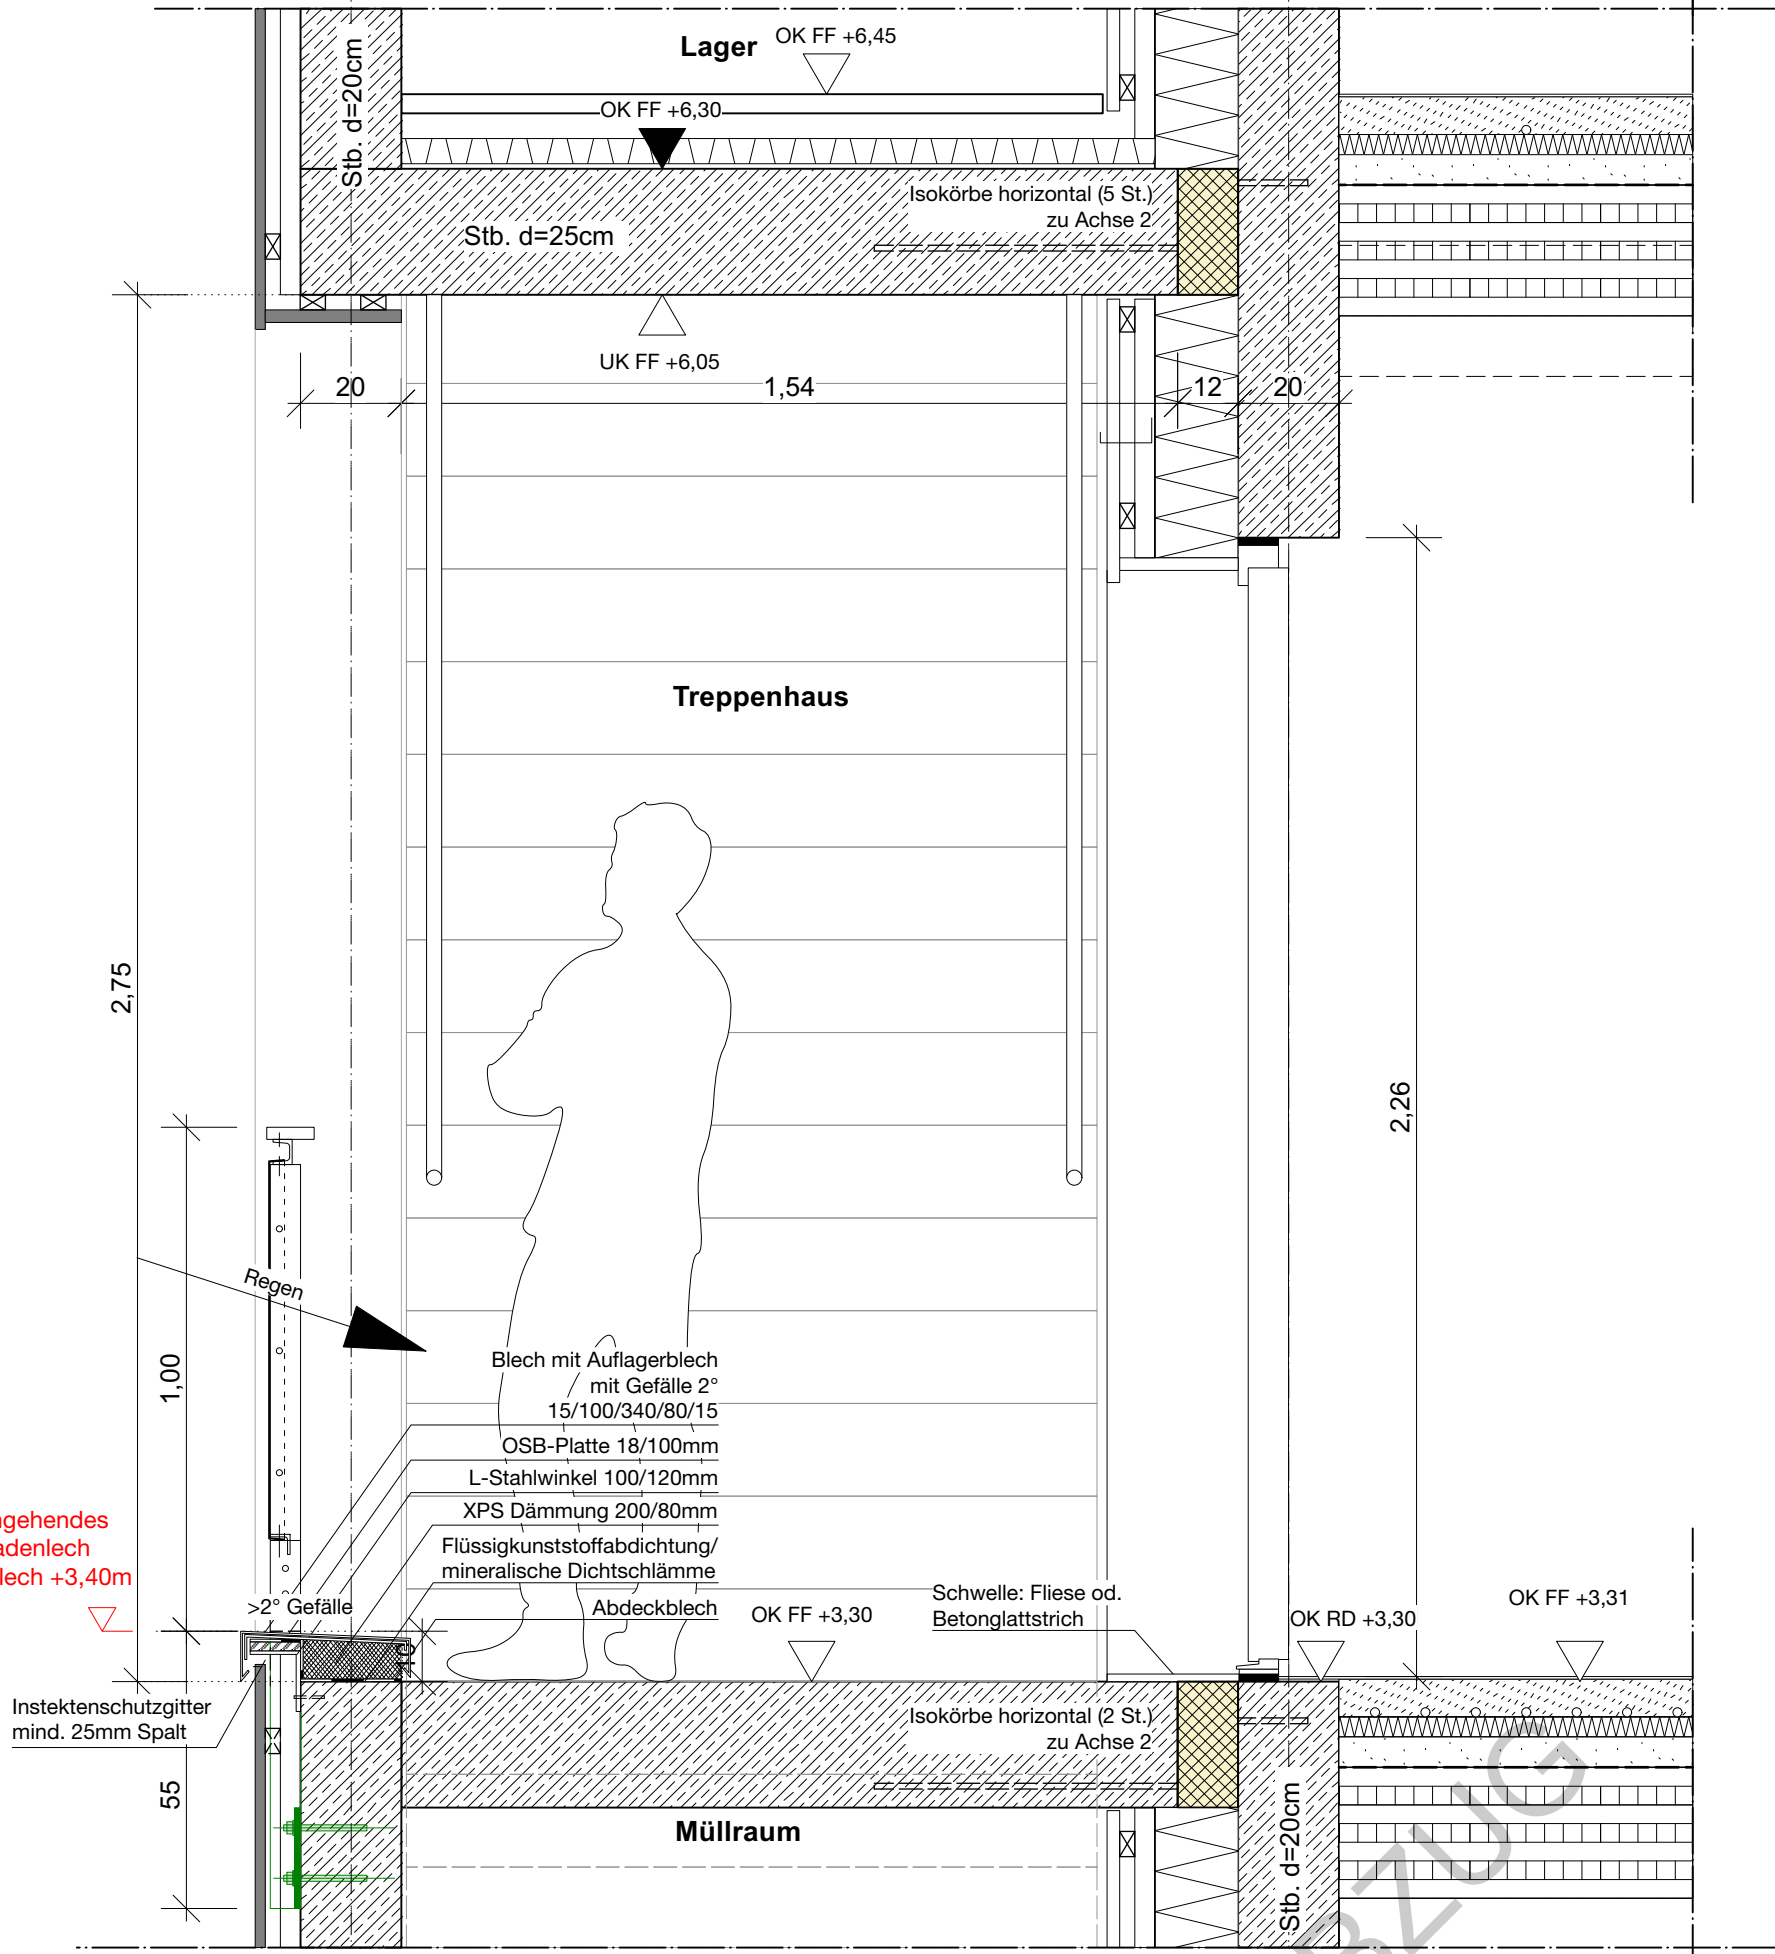 Lager
OK FF +6,45
Stb. d=20cm
OK FF +6,30
Isokörbe horizontal (5 St.)
zu Achse 2
Stb. d=25cm
UK FF +6,05
20
1,54
12
20
Treppenhaus
2,75
2,26
Regen
1,00
Blech mit Auflagerblech
mit Gefälle 2°
15/100/340/80/15
OSB-Platte 18/100mm
L-Stahlwinkel 100/120mm
XPS Dämmung 200/80mm
Flüssigkunststoffabdichtung/
mineralische Dichtschlämme
Abdeckblech
ngehendes
adenlech
lech +3,40m
>2° Gefälle
OK FF +3,30
Schwelle: Fliese od.
Betonglattstrich
OK RD +3,30
OK FF +3,31
Instektenschutzgitter
mind. 25mm Spalt
55
Isokörbe horizontal (2 St.)
zu Achse 2
Müllraum
Stb. d=20cm
BZUG